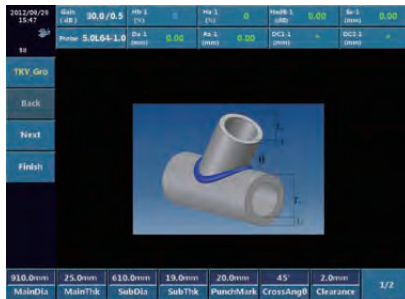 2012/09/29
15:47
Gain
(dB)
30.0/0.5
Hb-1
(%)
0
Ha-1
(%)
0
HadB-1
(dB)
0.00
Sa-1
(mm)
0.00
Probe
5.0L64-1.0
Da-1
(mm)
0.00
Ra-1
(mm)
0.00
DC1-1
(mm)
DC2-1
(mm)
TKY_Gro
Back
Next
Finish
θ
910.0mm
25.0mm
610.0mm
19.0mm
20.0mm
45°
2.0mm
1/2
MainDia
MainThk
SubDia
SubThk
PunchMark
CrossAngθ
Clearance